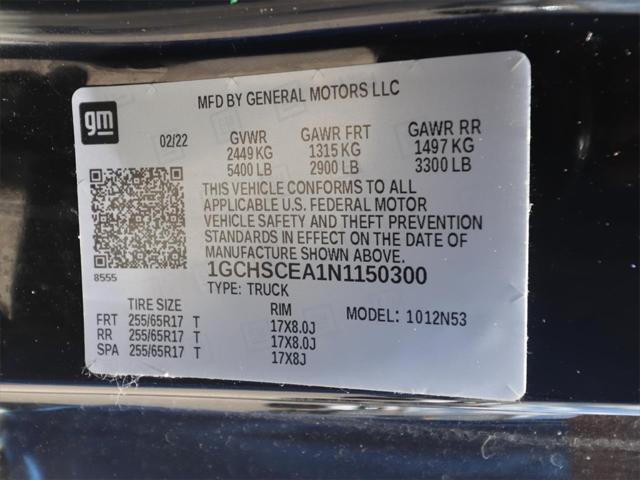 MFD BY GENERAL MOTORS LLC
gm
02/22 GVWR GAWR FRT GAWR RR
2449 KG 1315 KG 1497 KG
5400 LB 2900 LB 3300 LB
THIS VEHICLE CONFORMS TO ALL
APPLICABLE U.S. FEDERAL MOTOR
VEHICLE SAFETY AND THEFT PREVENTION
STANDARDS IN EFFECT ON THE DATE OF
MANUFACTURE SHOWN ABOVE.
8555 1GCHSCEA1N1150300
TYPE: TRUCK
TIRE SIZE RIM MODEL: 1012N53
FRT 255/65R17 T 17X8.0J
RR 255/65R17 T 17X8.0J
SPA 255/65R17 T 17X8J